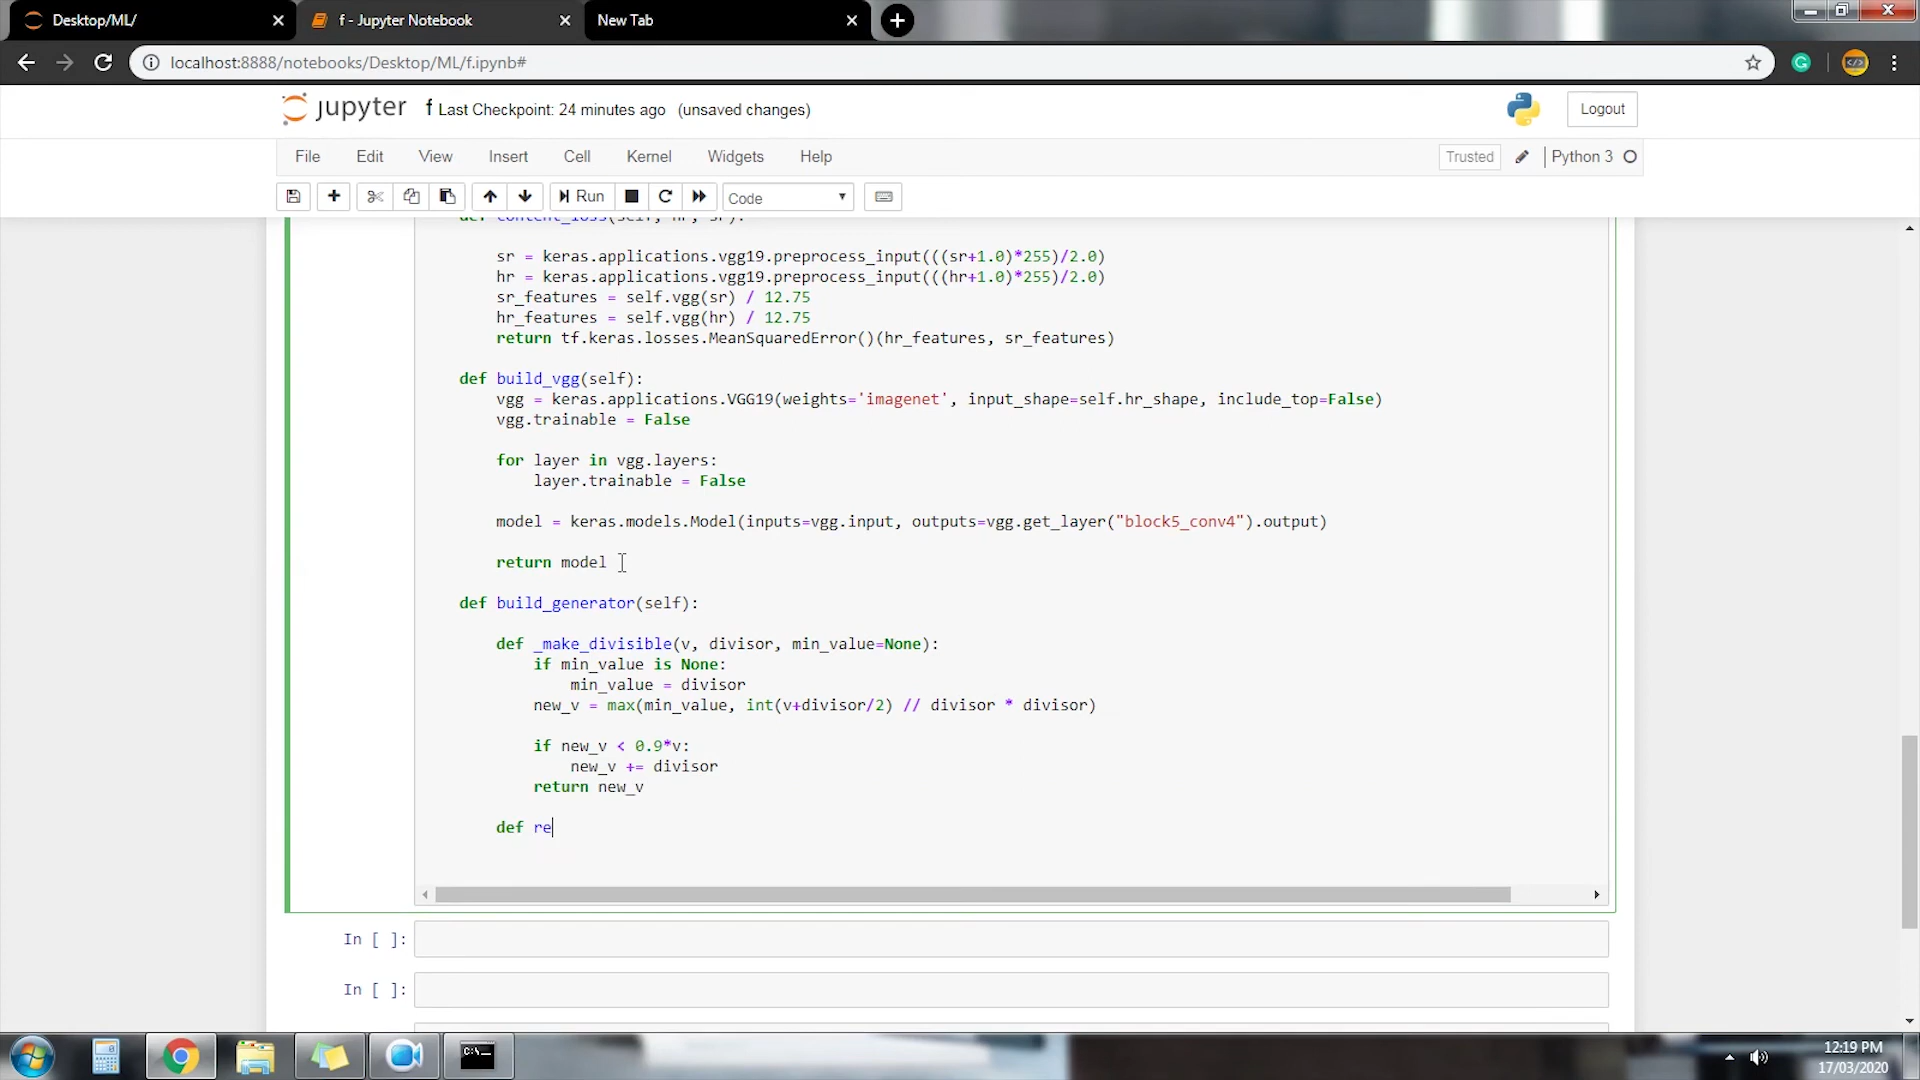 Desktop/ML/
f - Jupyter Notebook
New Tab
localhost:8888/notebooks/Desktop/ML/f.ipynb#
jupyter f Last Checkpoint: 24 minutes ago (unsaved changes)
Logout
File Edit View Insert Cell Kernel Widgets Help
Trusted
Python 3
Run
Code
def content_loss(self, hr, sr):
sr = keras.applications.vgg19.preprocess_input(((sr+1.0)*255)/2.0)
hr = keras.applications.vgg19.preprocess_input(((hr+1.0)*255)/2.0)
sr_features = self.vgg(sr) / 12.75
hr_features = self.vgg(hr) / 12.75
return tf.keras.losses.MeanSquaredError()(hr_features, sr_features)
def build_vgg(self):
vgg = keras.applications.VGG19(weights='imagenet', input_shape=self.hr_shape, include_top=False)
vgg.trainable = False
for layer in vgg.layers:
layer.trainable = False
model = keras.models.Model(inputs=vgg.input, outputs=vgg.get_layer("block5_conv4").output)
return model
def build_generator(self):
def _make_divisible(v, divisor, min_value=None):
if min_value is None:
min_value = divisor
new_v = max(min_value, int(v+divisor/2) // divisor * divisor)
if new_v < 0.9*v:
new_v += divisor
return new_v
def re
In [ ]:
In [ ]:
12:19 PM
17/03/2020